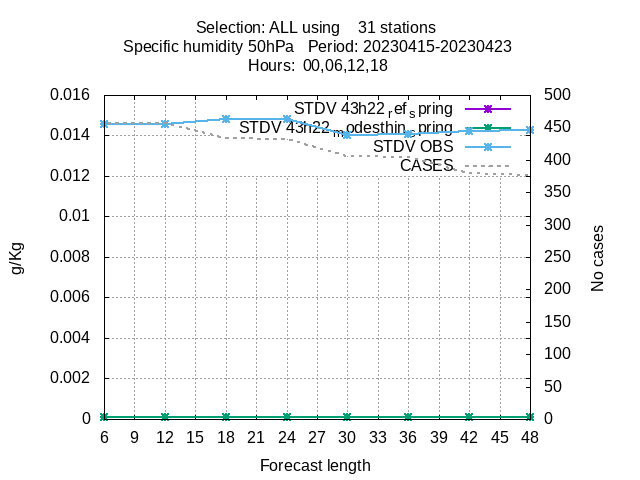 Selection: ALL using 31 stations
Specific humidity 50hPa Period: 20230415-20230423
Hours: 00,06,12,18
STDV 43h22_ref_spring
STDV 43h22_modesthin_spring
STDV OBS
CASES
0.016
0.014
0.012
0.01
0.008
0.006
0.004
0.002
0
500
450
400
350
300
250
200
150
100
50
0
g/Kg
No cases
6 9 12 15 18 21 24 27 30 33 36 39 42 45 48
Forecast length